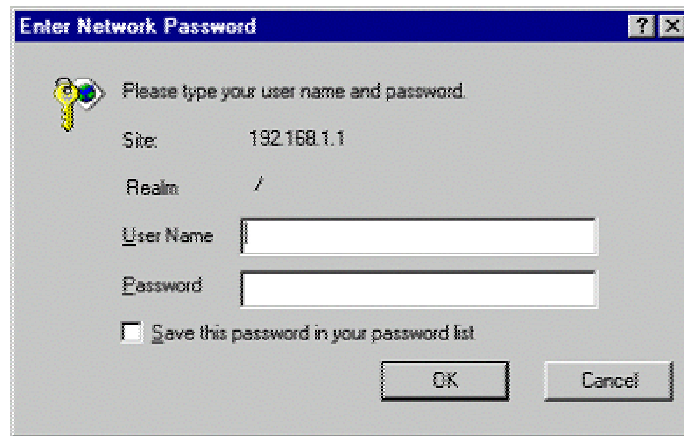 Enter Network Password
Please type your user name and password.
Site: 192.168.1.1
Realm /
User Name
Password
Save this password in your password list
OK Cancel